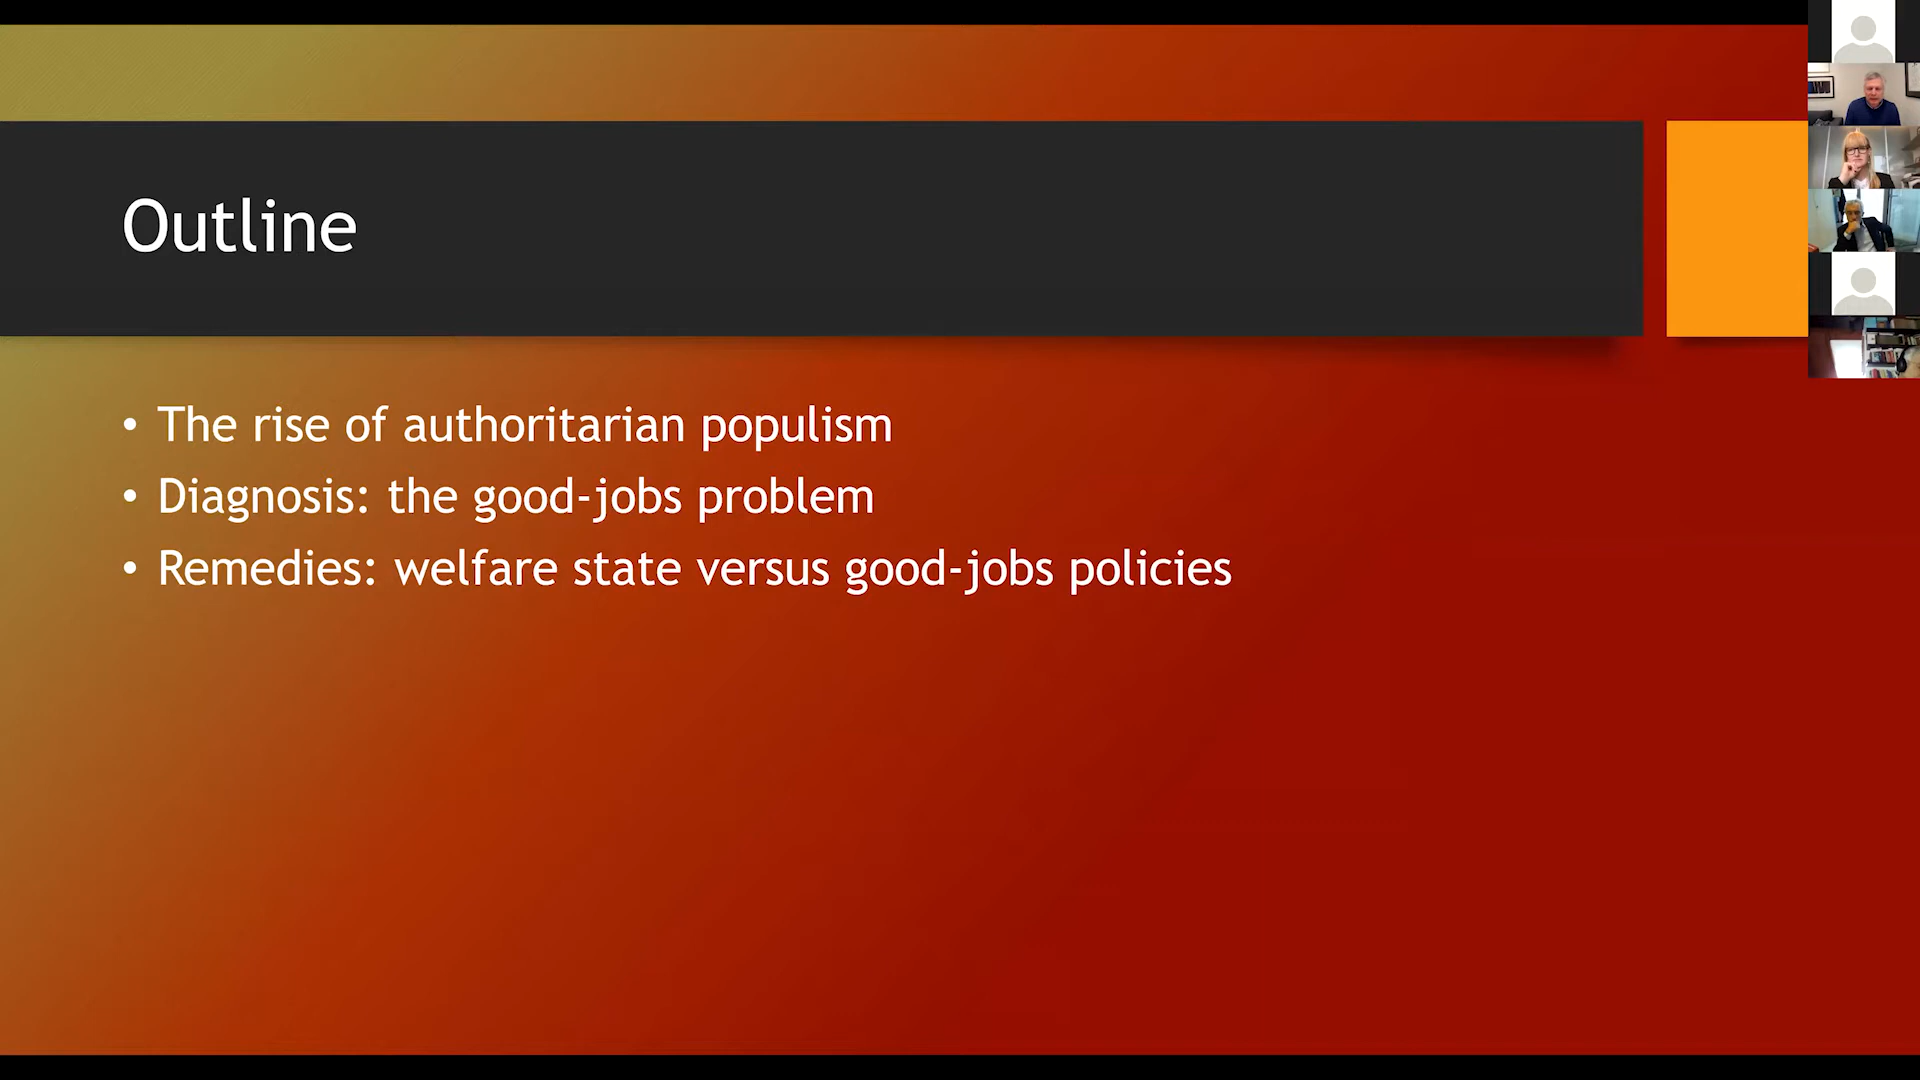 Outline
• The rise of authoritarian populism
• Diagnosis: the good-jobs problem
• Remedies: welfare state versus good-jobs policies